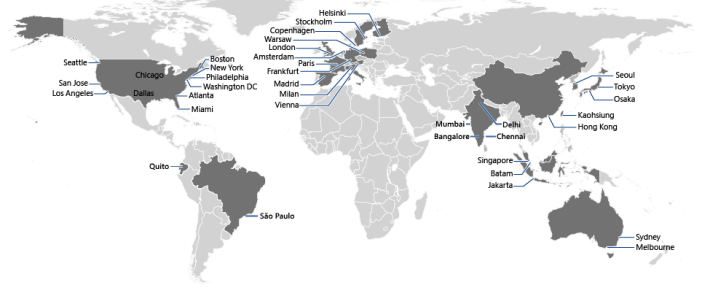 Helsinki
Stockholm
Copenhagen
Warsaw
London
Amsterdam
Paris
Frankfurt
Madrid
Milan
Vienna
Seattle
Chicago
Boston
New York
Philadelphia
Washington DC
San Jose
Los Angeles
Dallas
Atlanta
Miami
Quito
São Paulo
Seoul
Tokyo
Osaka
Kaohsiung
Hong Kong
Mumbai
Delhi
Bangalore
Chennai
Singapore
Batam
Jakarta
Sydney
Melbourne